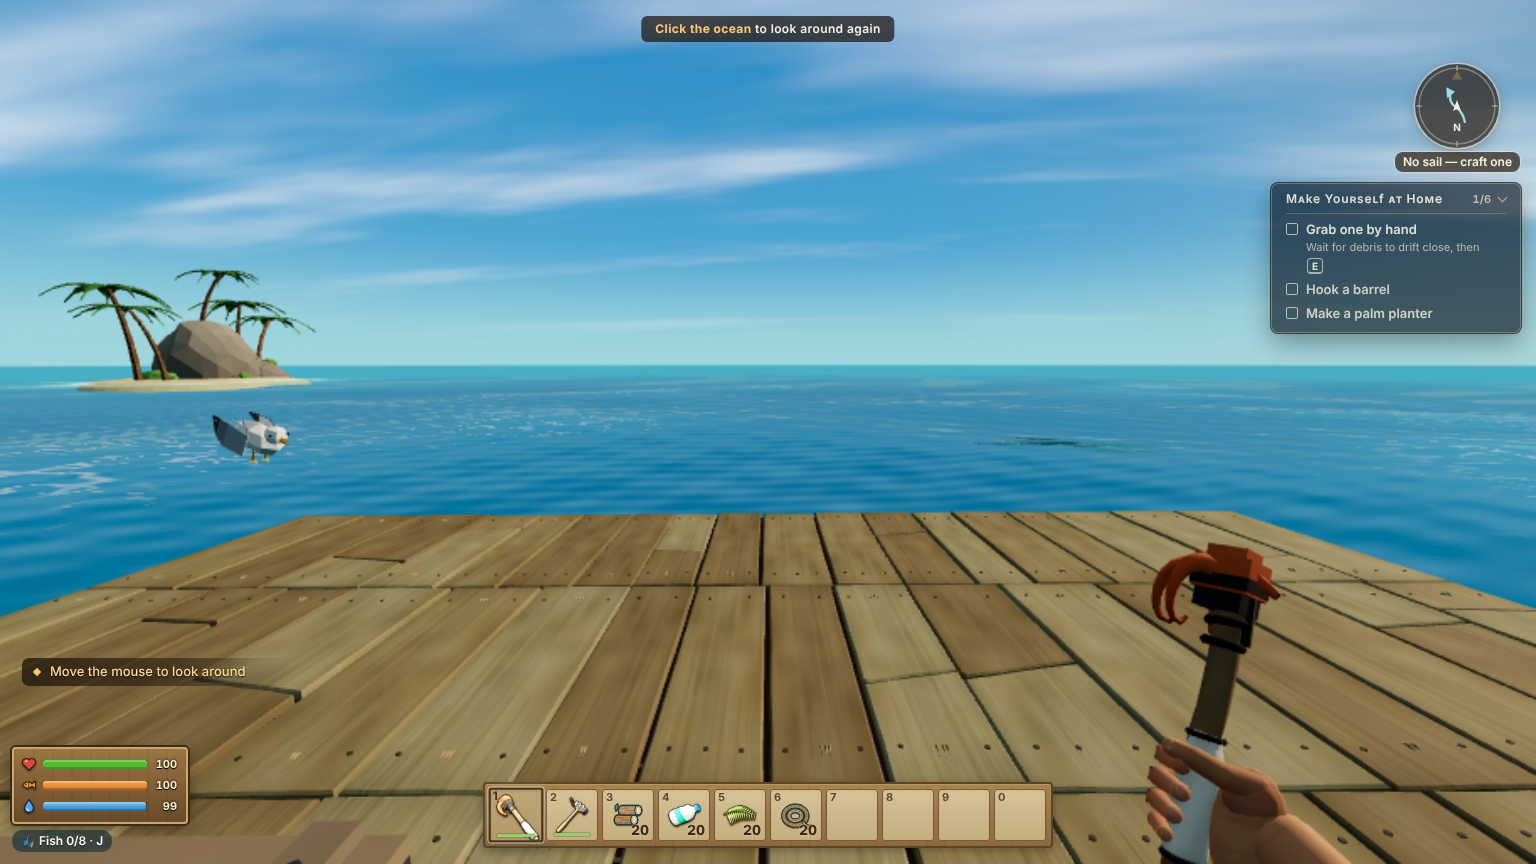 Click the ocean to look around again
N
No sail — craft one
Make Yourself at Home 1/6
Grab one by hand
Wait for debris to drift close, then
E
Hook a barrel
Make a palm planter
Move the mouse to look around
100
100
99
Fish 0/8 · J
1 2 3 4 5 6 7 8 9 0
20 20 20 20